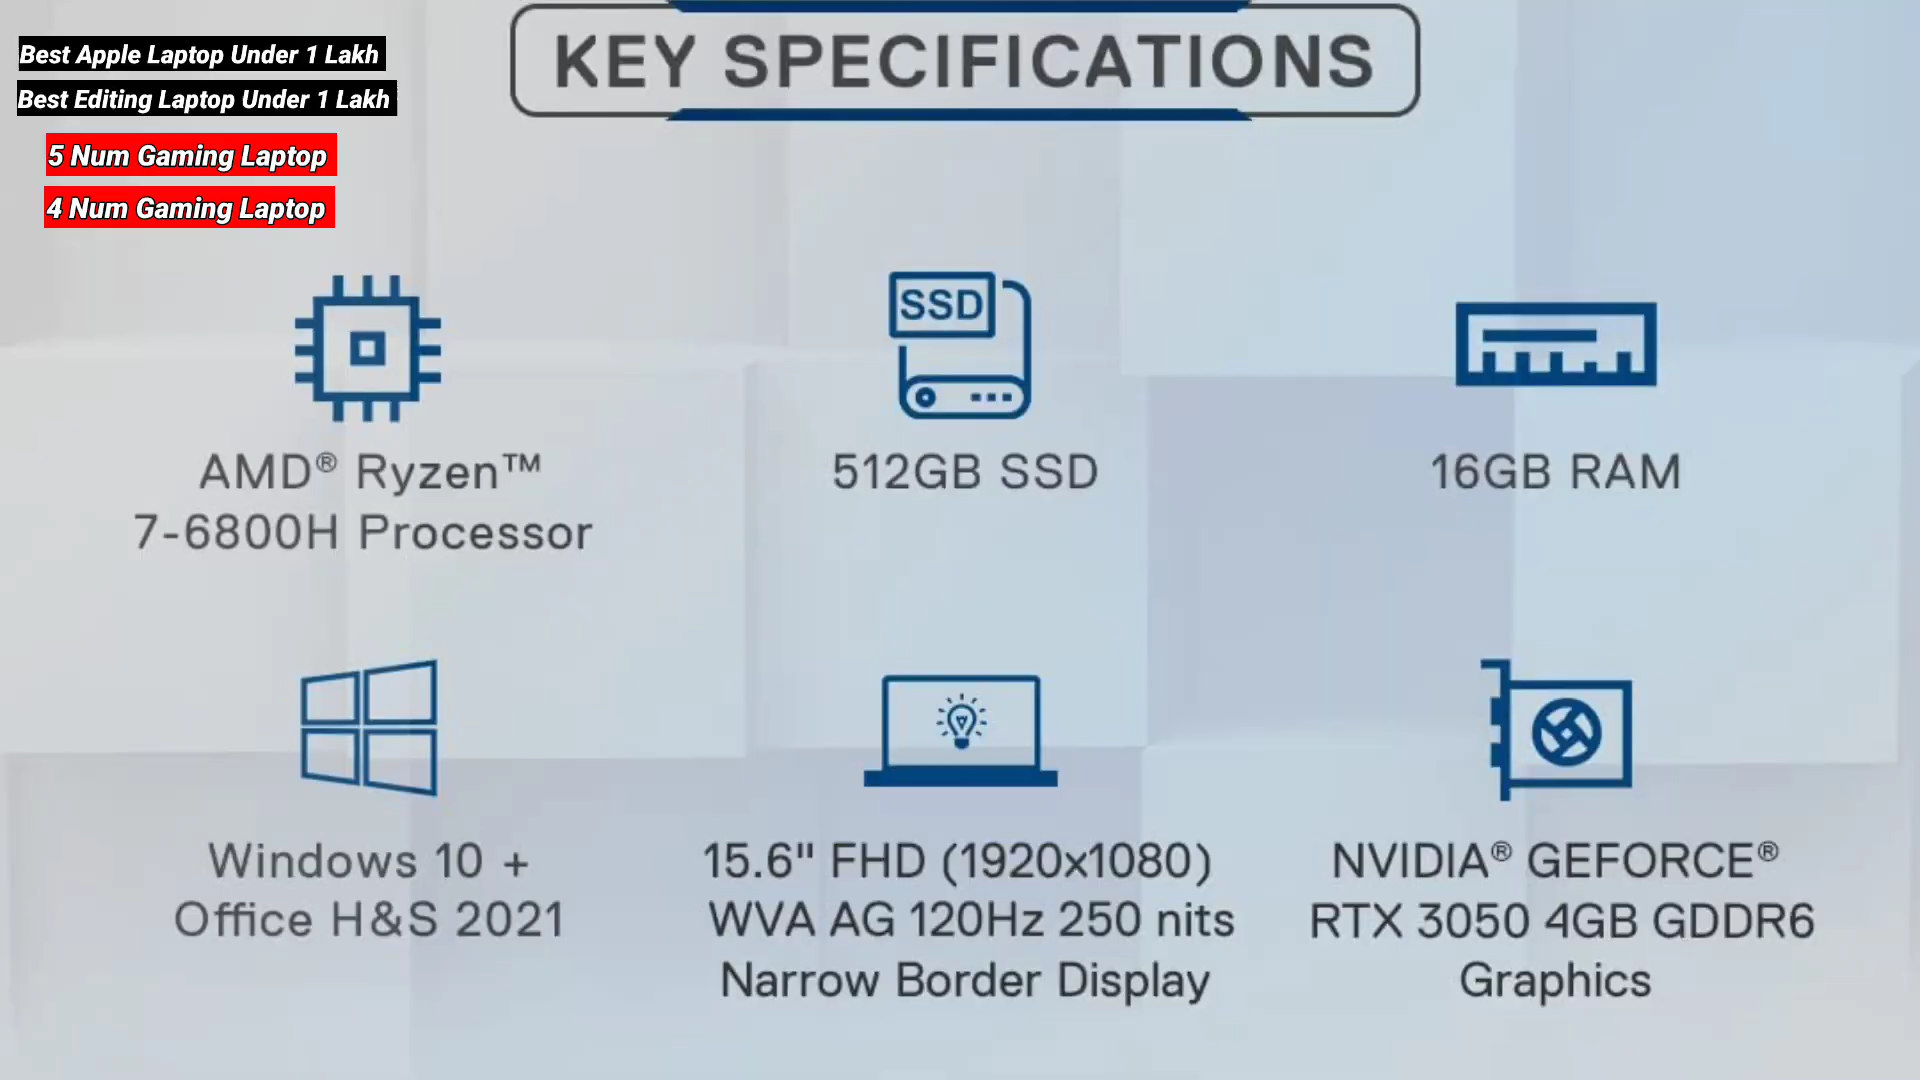 KEY SPECIFICATIONS
Best Apple Laptop Under 1 Lakh
Best Editing Laptop Under 1 Lakh
5 Num Gaming Laptop
4 Num Gaming Laptop
SSD
AMD® Ryzen™
7-6800H Processor
512GB SSD
16GB RAM
Windows 10 +
Office H&S 2021
15.6" FHD (1920x1080)
WVA AG 120Hz 250 nits
Narrow Border Display
NVIDIA® GEFORCE®
RTX 3050 4GB GDDR6
Graphics